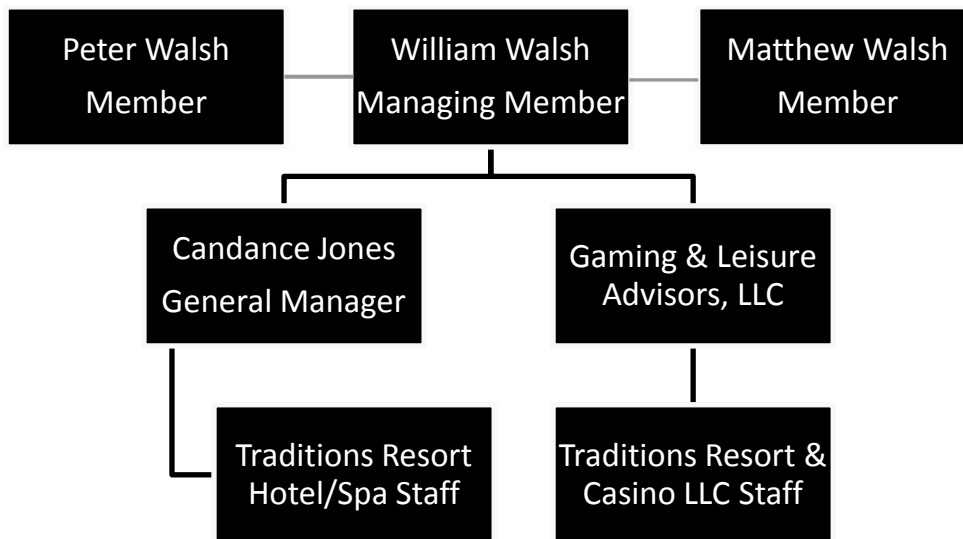 Peter Walsh
Member
William Walsh
Managing Member
Matthew Walsh
Member
Candance Jones
General Manager
Gaming & Leisure
Advisors, LLC
Traditions Resort
Hotel/Spa Staff
Traditions Resort &
Casino LLC Staff